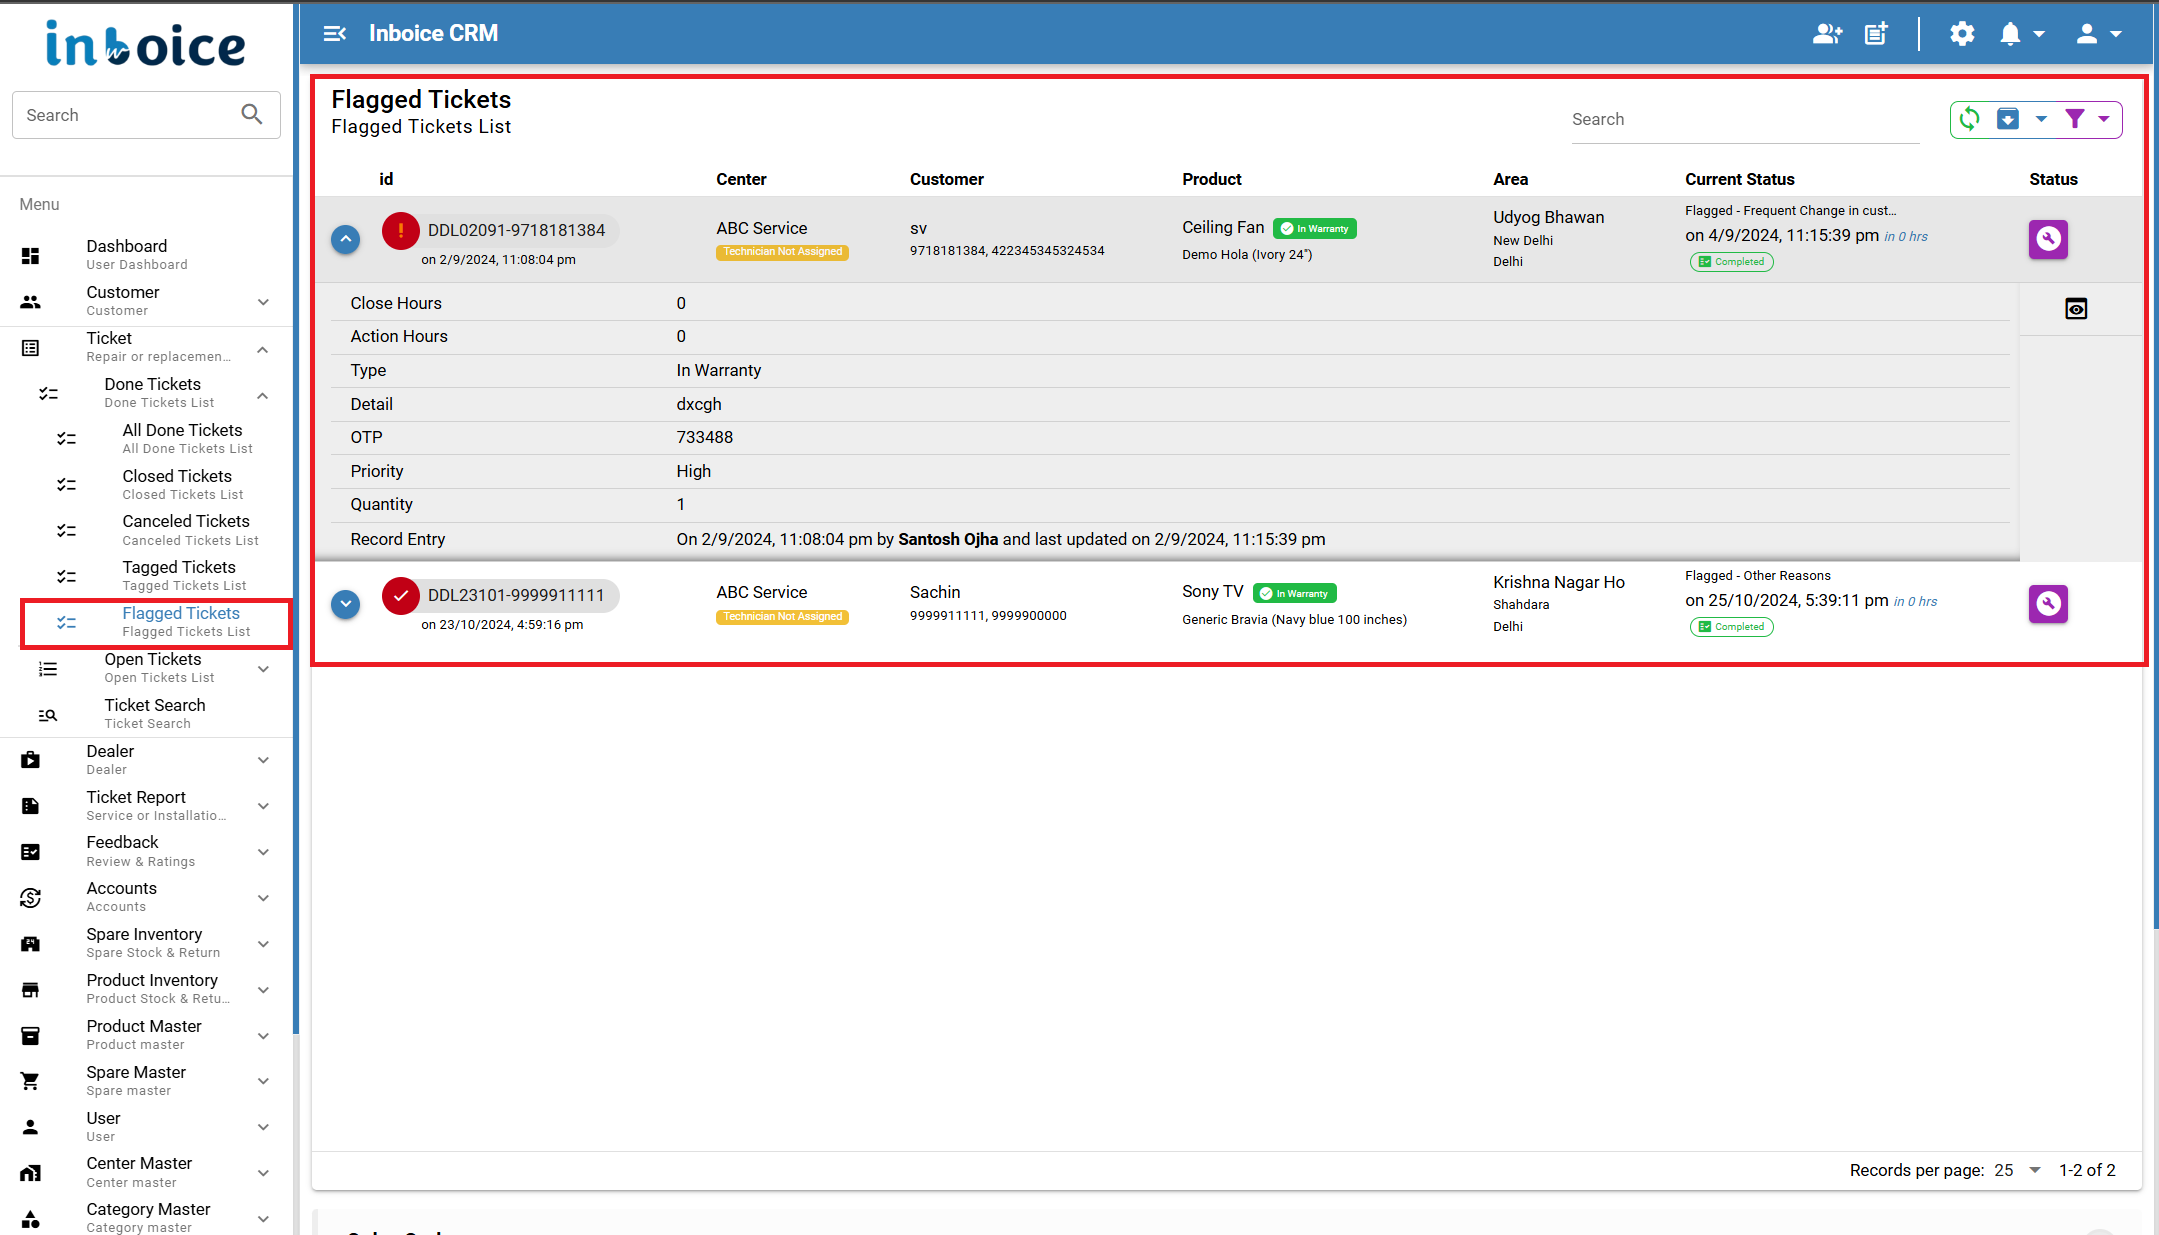 inboice
Search
Menu
Dashboard
User Dashboard
Customer
Customer
Ticket
Repair or replacemen...
Done Tickets
Done Tickets List
All Done Tickets
All Done Tickets List
Closed Tickets
Closed Tickets List
Canceled Tickets
Canceled Tickets List
Tagged Tickets
Tagged Tickets List
Flagged Tickets
Flagged Tickets List
Open Tickets
Open Tickets List
Ticket Search
Ticket Search
Dealer
Dealer
Ticket Report
Service or Installatio...
Feedback
Review & Ratings
Accounts
Accounts
Spare Inventory
Spare Stock & Return
Product Inventory
Product Stock & Retu...
Product Master
Product master
Spare Master
Spare master
User
User
Center Master
Center master
Category Master
Category master
Inboice CRM
Flagged Tickets
Flagged Tickets List
Search
id Center Customer Product Area Current Status Status
DDL02091-9718181384
on 2/9/2024, 11:08:04 pm
ABC Service
Technician Not Assigned
sv
9718181384, 422345345324534
Ceiling Fan In Warranty
Demo Hola (Ivory 24")
Udyog Bhawan
New Delhi
Delhi
Flagged - Frequent Change in cust...
on 4/9/2024, 11:15:39 pm in 0 hrs
Completed
Close Hours 0
Action Hours 0
Type In Warranty
Detail dxcgh
OTP 733488
Priority High
Quantity 1
Record Entry On 2/9/2024, 11:08:04 pm by Santosh Ojha and last updated on 2/9/2024, 11:15:39 pm
DDL23101-9999911111
on 23/10/2024, 4:59:16 pm
ABC Service
Technician Not Assigned
Sachin
9999911111, 9999900000
Sony TV In Warranty
Generic Bravia (Navy blue 100 inches)
Krishna Nagar Ho
Shahdara
Delhi
Flagged - Other Reasons
on 25/10/2024, 5:39:11 pm in 0 hrs
Completed
Records per page: 25 1-2 of 2